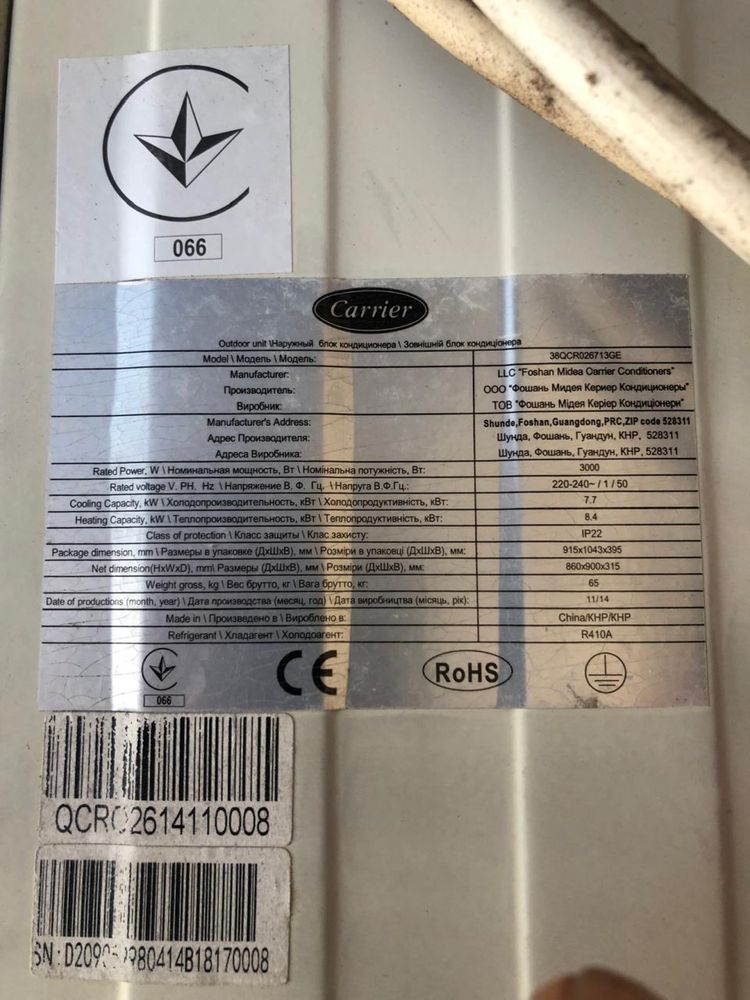 066
Carrier
Outdoor unit \Наружный блок кондиционера \ Зовнішній блок кондиціонера
Model \ Модель \ Модель: 38QCR026713GE
Manufacturer: LLC "Foshan Midea Carrier Conditioners"
Производитель: ООО "Фошань Мидея Кериер Кондиционеры"
Виробник: ТОВ "Фошань Мідея Керіер Кондиціонери"
Manufacturer's Address: Shunde,Foshan,Guangdong,PRC,ZIP code 528311
Адрес Производителя: Шунда, Фошань, Гуандун, КНР, 528311
Адреса Виробника: Шунда, Фошань, Гуандун, КНР, 528311
Rated Power, W \ Номинальная мощность, Вт \ Номінальна потужність, Вт: 3000
Rated voltage V. PH. Hz \ Напряжение В. Ф. Гц. \ Напруга В.Ф.Гц.: 220-240~ / 1 / 50
Cooling Capacity, kW \ Холодопроизводительность, кВт \ Холодопродуктивність, кВт: 7.7
Heating Capacity, kW \ Теплопроизводительность, кВт \ Теплопродуктивність, кВт: 8.4
Class of protection \ Класс защиты \ Клас захисту: IP22
Package dimension, mm \ Размеры в упаковке (ДxШxВ), мм \ Розміри в упаковці (ДxШxВ), мм: 915x1043x395
Net dimension(HxWxD), mm\ Размеры (ДxШxВ), мм \ Розміри (ДxШxВ), мм: 860x900x315
Weight gross, kg \ Вес брутто, кг \ Вага брутто, кг: 65
Date of productions (month, year) \ Дата производства (месяц, год) \ Дата виробництва (місяць, рік): 11/14
Made in \ Произведено в \ Вироблено в: China/КНР/КНР
Refrigerant \ Хладагент \ Холодоагент: R410A
066 CE RoHS
2614110008
SN: